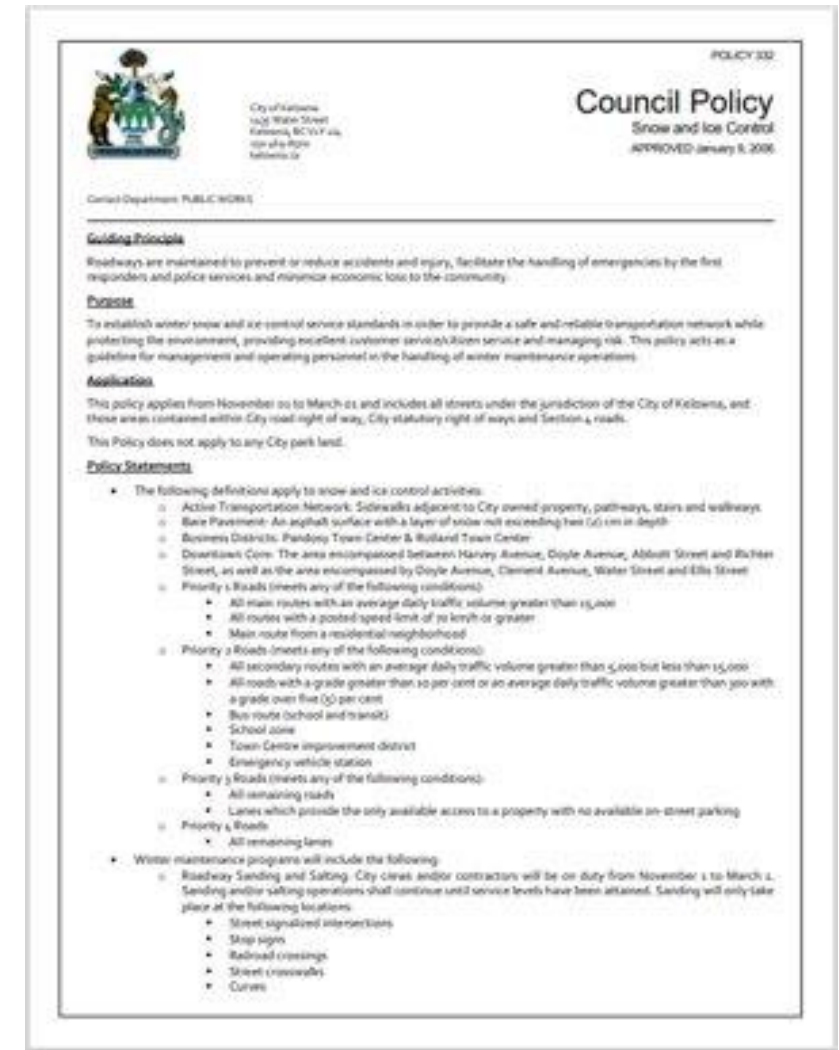 POLICY 332
City of Kelowna
1435 Water Street
Kelowna, BC V1Y 1J4
kelowna.ca
Council Policy
Snow and Ice Control
APPROVED January 9, 2006
Contact Department: PUBLIC WORKS
Guiding Principle
Roadways are maintained to prevent or reduce accidents and injury, facilitate the handling of emergencies by the first
responders and police services and minimize economic loss to the community.
Purpose
To establish winter snow and ice control service standards in order to provide a safe and reliable transportation network while
protecting the environment, providing excellent customer service/citizen service and managing risk. This policy acts as a
guideline for management and operating personnel in the handling of winter maintenance operations.
Application
This policy applies from November 01 to March 01 and includes all streets under the jurisdiction of the City of Kelowna, and
those areas contained within City road right of way, City statutory right of ways and Section 4 roads.
This Policy does not apply to any City park land.
Policy Statements
• The following definitions apply to snow and ice control activities:
o Active Transportation Network: Sidewalks adjacent to City owned property, pathways, stairs and walkways
o Bare Pavement: An asphalt surface with a layer of snow not exceeding two (2) cm in depth
o Business Districts: Pandosy Town Center & Rutland Town Center
o Downtown Core: The area encompassed between Harvey Avenue, Doyle Avenue, Abbott Street and Richter
Street, as well as the area encompassed by Doyle Avenue, Clement Avenue, Water Street and Ellis Street
o Priority 1 Roads (meets any of the following conditions):
▪ All main routes with an average daily traffic volume greater than 15,000
▪ All routes with a posted speed limit of 70 km/h or greater
▪ Main route from a residential neighborhood
o Priority 2 Roads (meets any of the following conditions):
▪ All secondary routes with an average daily traffic volume greater than 5,000 but less than 15,000
▪ All roads with a grade greater than 10 per cent or an average daily traffic volume greater than 300 with
a grade over five (5) per cent
▪ Bus route (school and transit)
▪ School zone
▪ Town Centre improvement district
▪ Emergency vehicle station
o Priority 3 Roads (meets any of the following conditions):
▪ All remaining roads
▪ Lanes which provide the only available access to a property with no available on-street parking
o Priority 4 Roads
▪ All remaining lanes
• Winter maintenance programs will include the following:
o Roadway Sanding and Salting: City crews and/or contractors will be on duty from November 1 to March 1.
Sanding and/or salting operations shall continue until service levels have been attained. Sanding will only take
place at the following locations:
▪ Street signalized intersections
▪ Stop signs
▪ Railroad crossings
▪ Street crosswalks
▪ Curves